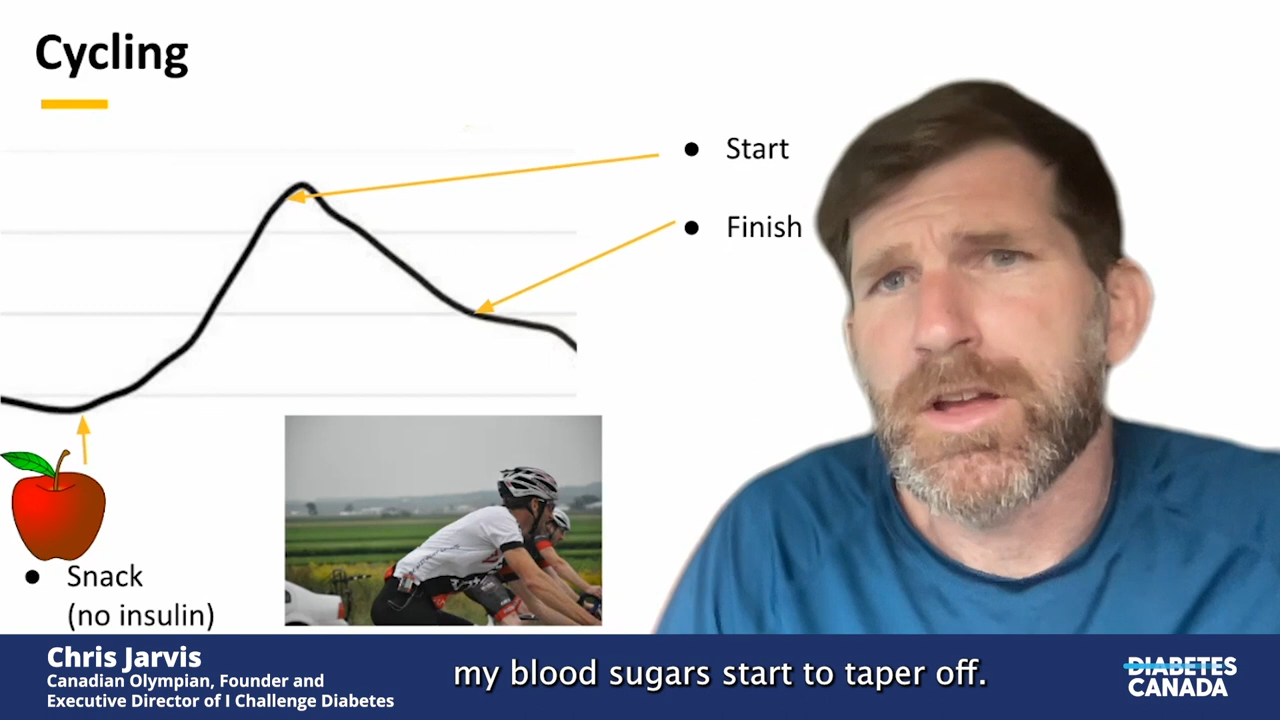 Cycling
Start
Finish
Snack
(no insulin)
Chris Jarvis
Canadian Olympian, Founder and
Executive Director of I Challenge Diabetes
my blood sugars start to taper off.
DIABETES
CANADA